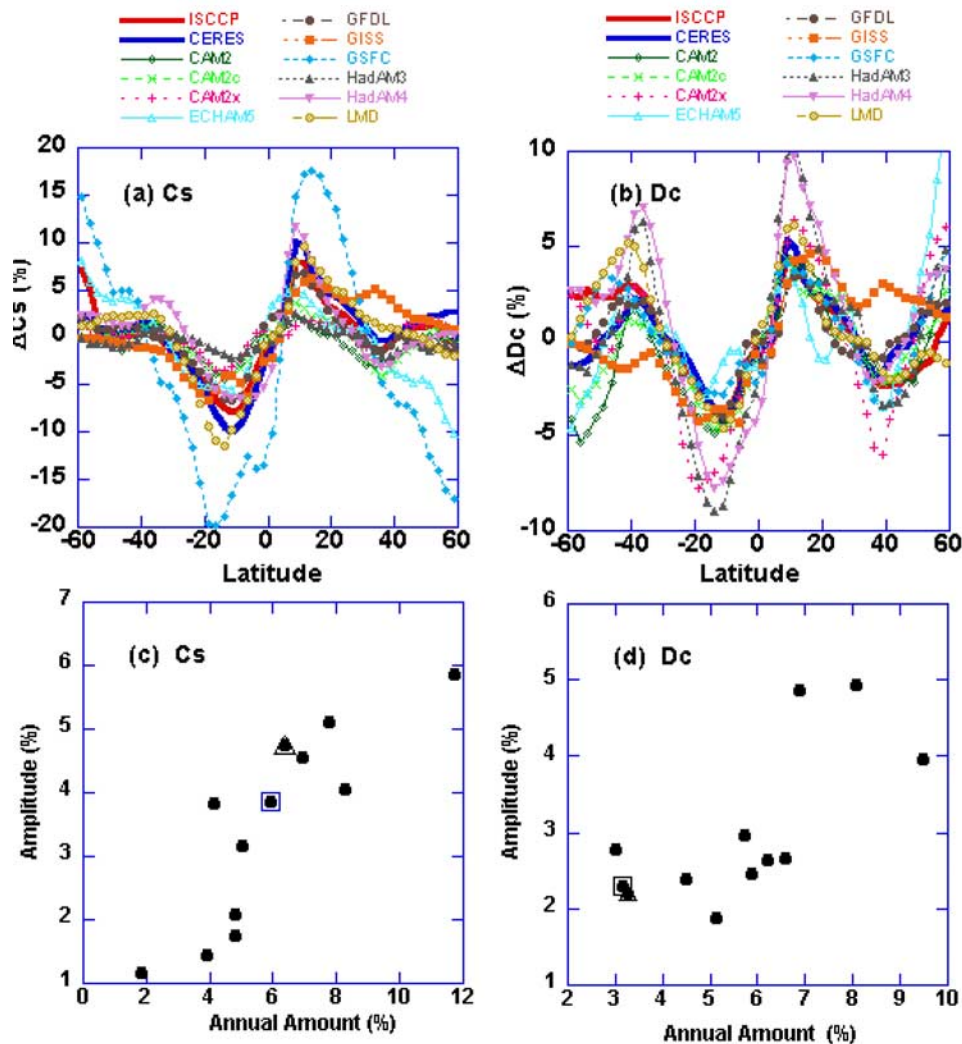 ISCCP GFDL ISCCP GFDL
CERES GISS CERES GISS
CAM2 GSFC CAM2 GSFC
CAM2c HadAM3 CAM2c HadAM3
CAM2x HadAM4 CAM2x HadAM4
ECHAM5 LMD ECHAM5 LMD
20 10
(a) Cs (b) Dc
15
10 5
5
ΔCs (%) 0 ΔDc (%) 0
-5
-10 -5
-15
-20 -10
-60 -40 -20 0 20 40 60 -60 -40 -20 0 20 40 60
Latitude Latitude
7 6
(c) Cs (d) Dc
6 5
5
Amplitude (%) 4 Amplitude (%) 4
3 3
2 2
1 1
0 2 4 6 8 10 12 2 3 4 5 6 7 8 9 10
Annual Amount (%) Annual Amount (%)